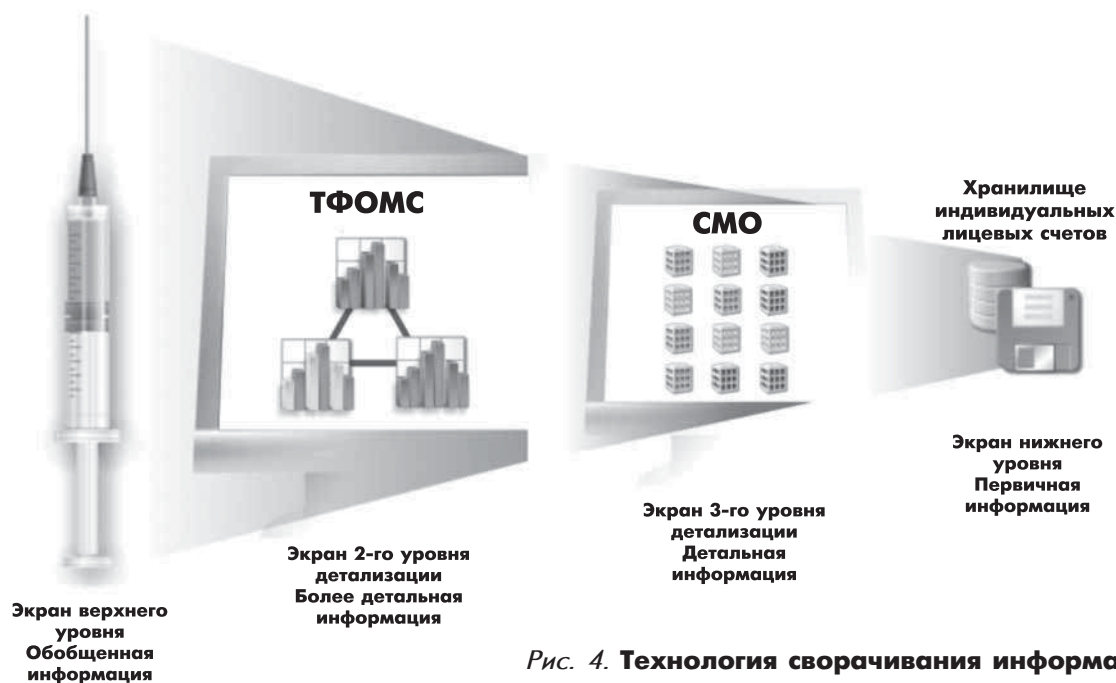 ТФОМС
СМО
Хранилище
индивидуальных
лицевых счетов
Экран нижнего
уровня
Первичная
информация
Экран 3-го уровня
детализации
Детальная
информация
Экран 2-го уровня
детализации
Более детальная
информация
Экран верхнего
уровня
Обобщенная
информация
Рис. 4. Технология сворачивания информа